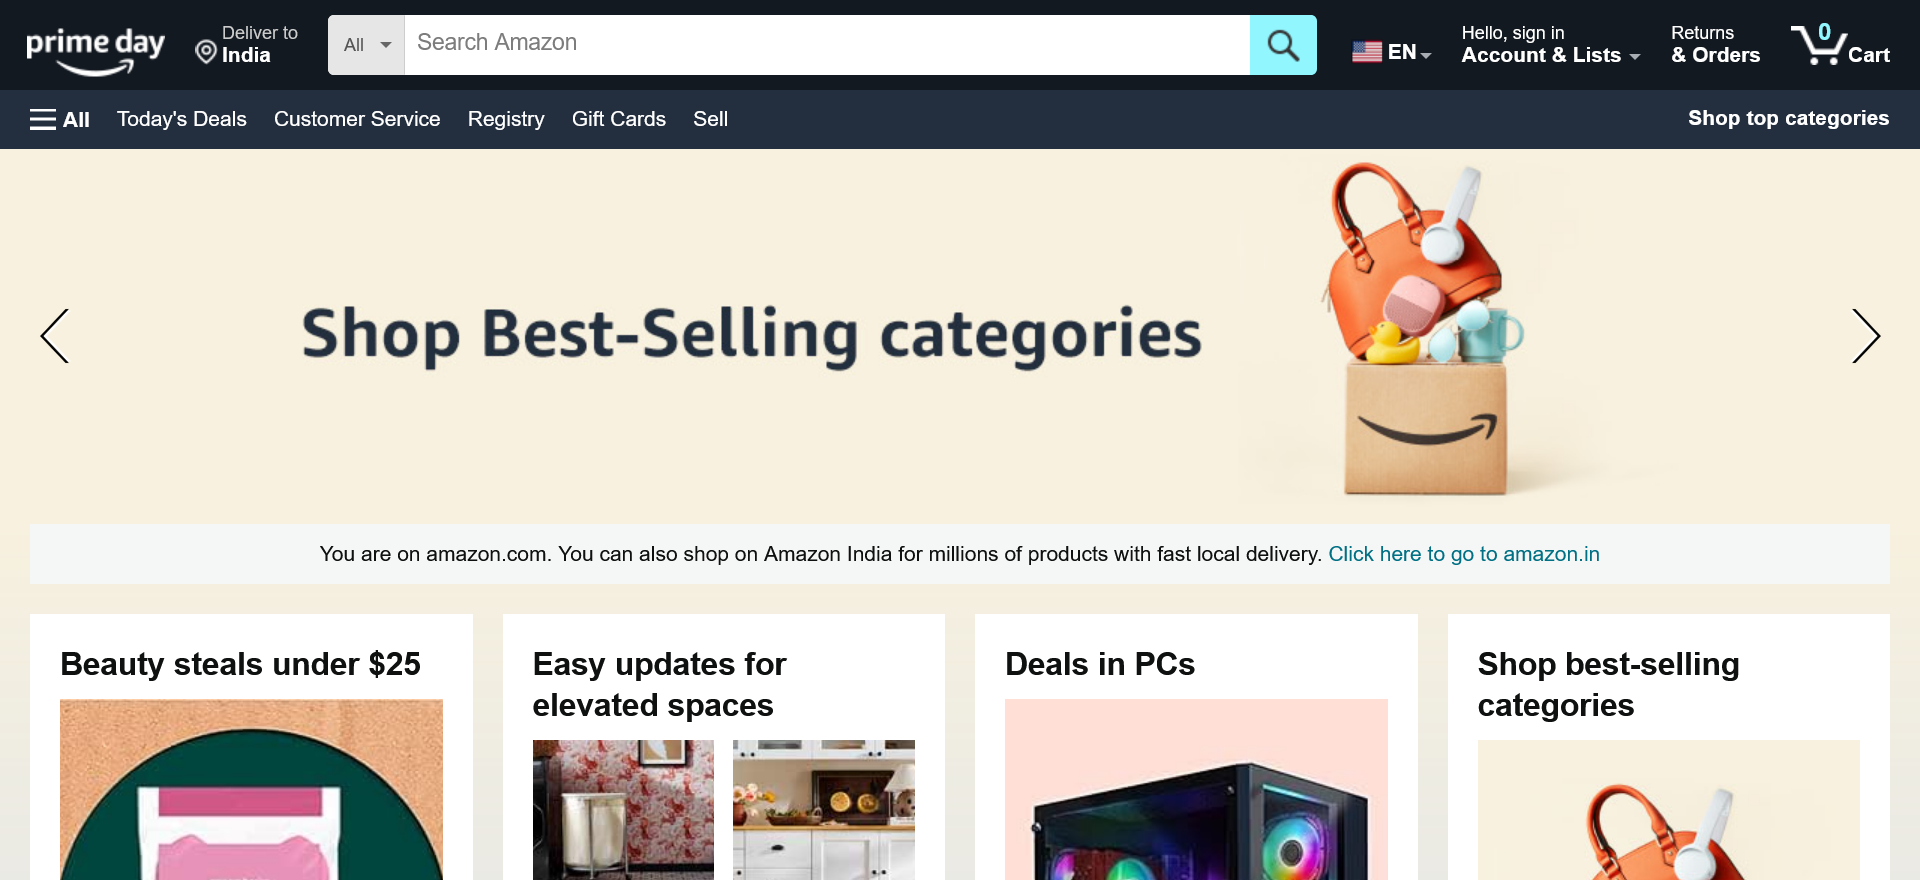 prime day
Deliver to
India
All
Search Amazon
EN
Hello, sign in
Account & Lists
Returns
& Orders
0
Cart
All
Today's Deals
Customer Service
Registry
Gift Cards
Sell
Shop top categories
Shop Best-Selling categories
You are on amazon.com. You can also shop on Amazon India for millions of products with fast local delivery. Click here to go to amazon.in
Beauty steals under $25
Easy updates for
elevated spaces
Deals in PCs
Shop best-selling
categories